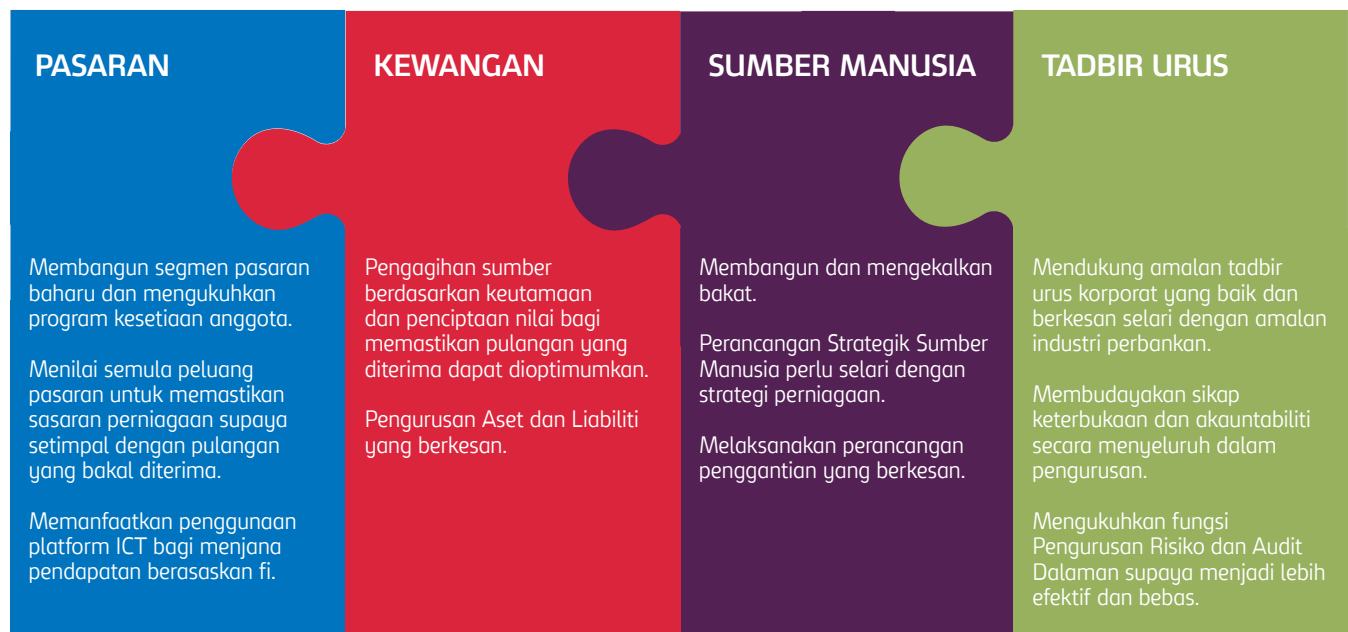 PASARAN
Membangun segmen pasaran
baharu dan mengukuhkan
program kesetiaan anggota.
Menilai semula peluang
pasaran untuk memastikan
sasaran perniagaan supaya
setimpal dengan pulangan
yang bakal diterima.
Memanfaatkan penggunaan
platform ICT bagi menjana
pendapatan berasaskan fi.
KEWANGAN
Pengagihan sumber
berdasarkan keutamaan
dan penciptaan nilai bagi
memastikan pulangan yang
diterima dapat dioptimumkan.
Pengurusan Aset dan Liabiliti
yang berkesan.
SUMBER MANUSIA
Membangun dan mengekalkan
bakat.
Perancangan Strategik Sumber
Manusia perlu selari dengan
strategi perniagaan.
Melaksanakan perancangan
penggantian yang berkesan.
TADBIR URUS
Mendukung amalan tadbir
urus korporat yang baik dan
berkesan selari dengan amalan
industri perbankan.
Membudayakan sikap
keterbukaan dan akauntabiliti
secara menyeluruh dalam
pengurusan.
Mengukuhkan fungsi
Pengurusan Risiko dan Audit
Dalaman supaya menjadi lebih
efektif dan bebas.